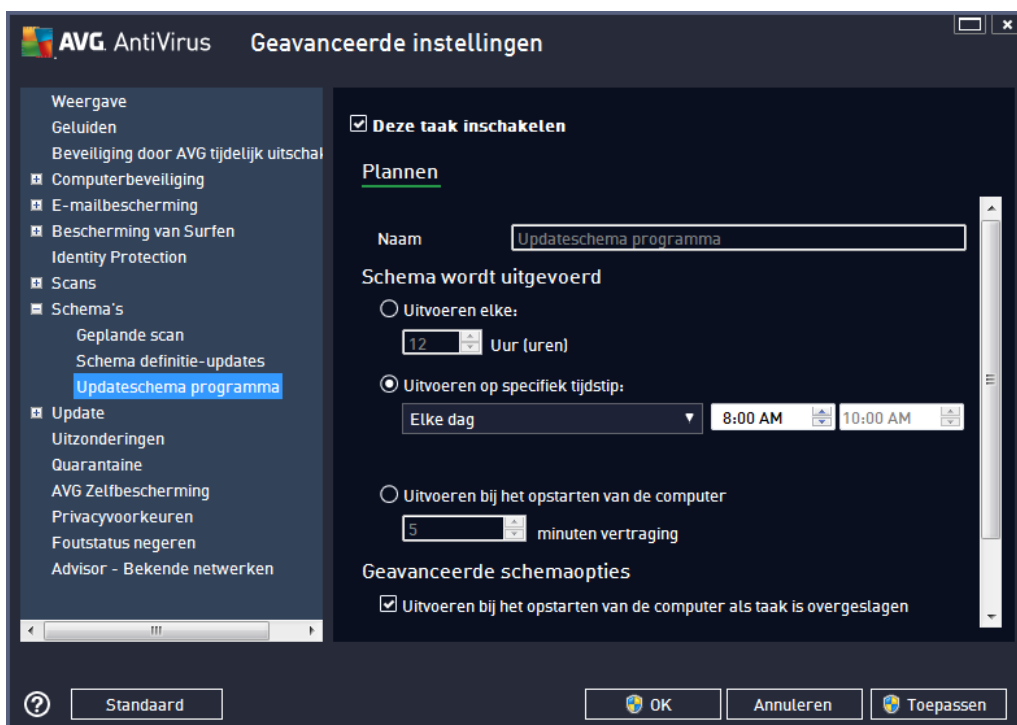 AVG. AntiVirus Geavanceerde instellingen
Weergave
Geluiden
Beveiliging door AVG tijdelijk uitschak
Computerbeveiliging
E-mailbescherming
Bescherming van Surfen
Identity Protection
Scans
Schema's
Geplande scan
Schema definitie-updates
Updateschema programma
Update
Uitzonderingen
Quarantaine
AVG Zelfbescherming
Privacyvoorkeuren
Foutstatus negeren
Advisor - Bekende netwerken
Deze taak inschakelen
Plannen
Naam Updateschema programma
Schema wordt uitgevoerd
Uitvoeren elke:
12 Uur (uren)
Uitvoeren op specifiek tijdstip:
Elke dag 8:00 AM 10:00 AM
Uitvoeren bij het opstarten van de computer
5 minuten vertraging
Geavanceerde schemaopties
Uitvoeren bij het opstarten van de computer als taak is overgeslagen
? Standaard OK Annuleren Toepassen